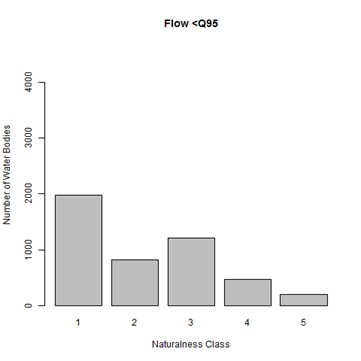 Flow <Q95
Number of Water Bodies
4000
3000
2000
1000
0
1 2 3 4 5
Naturalness Class